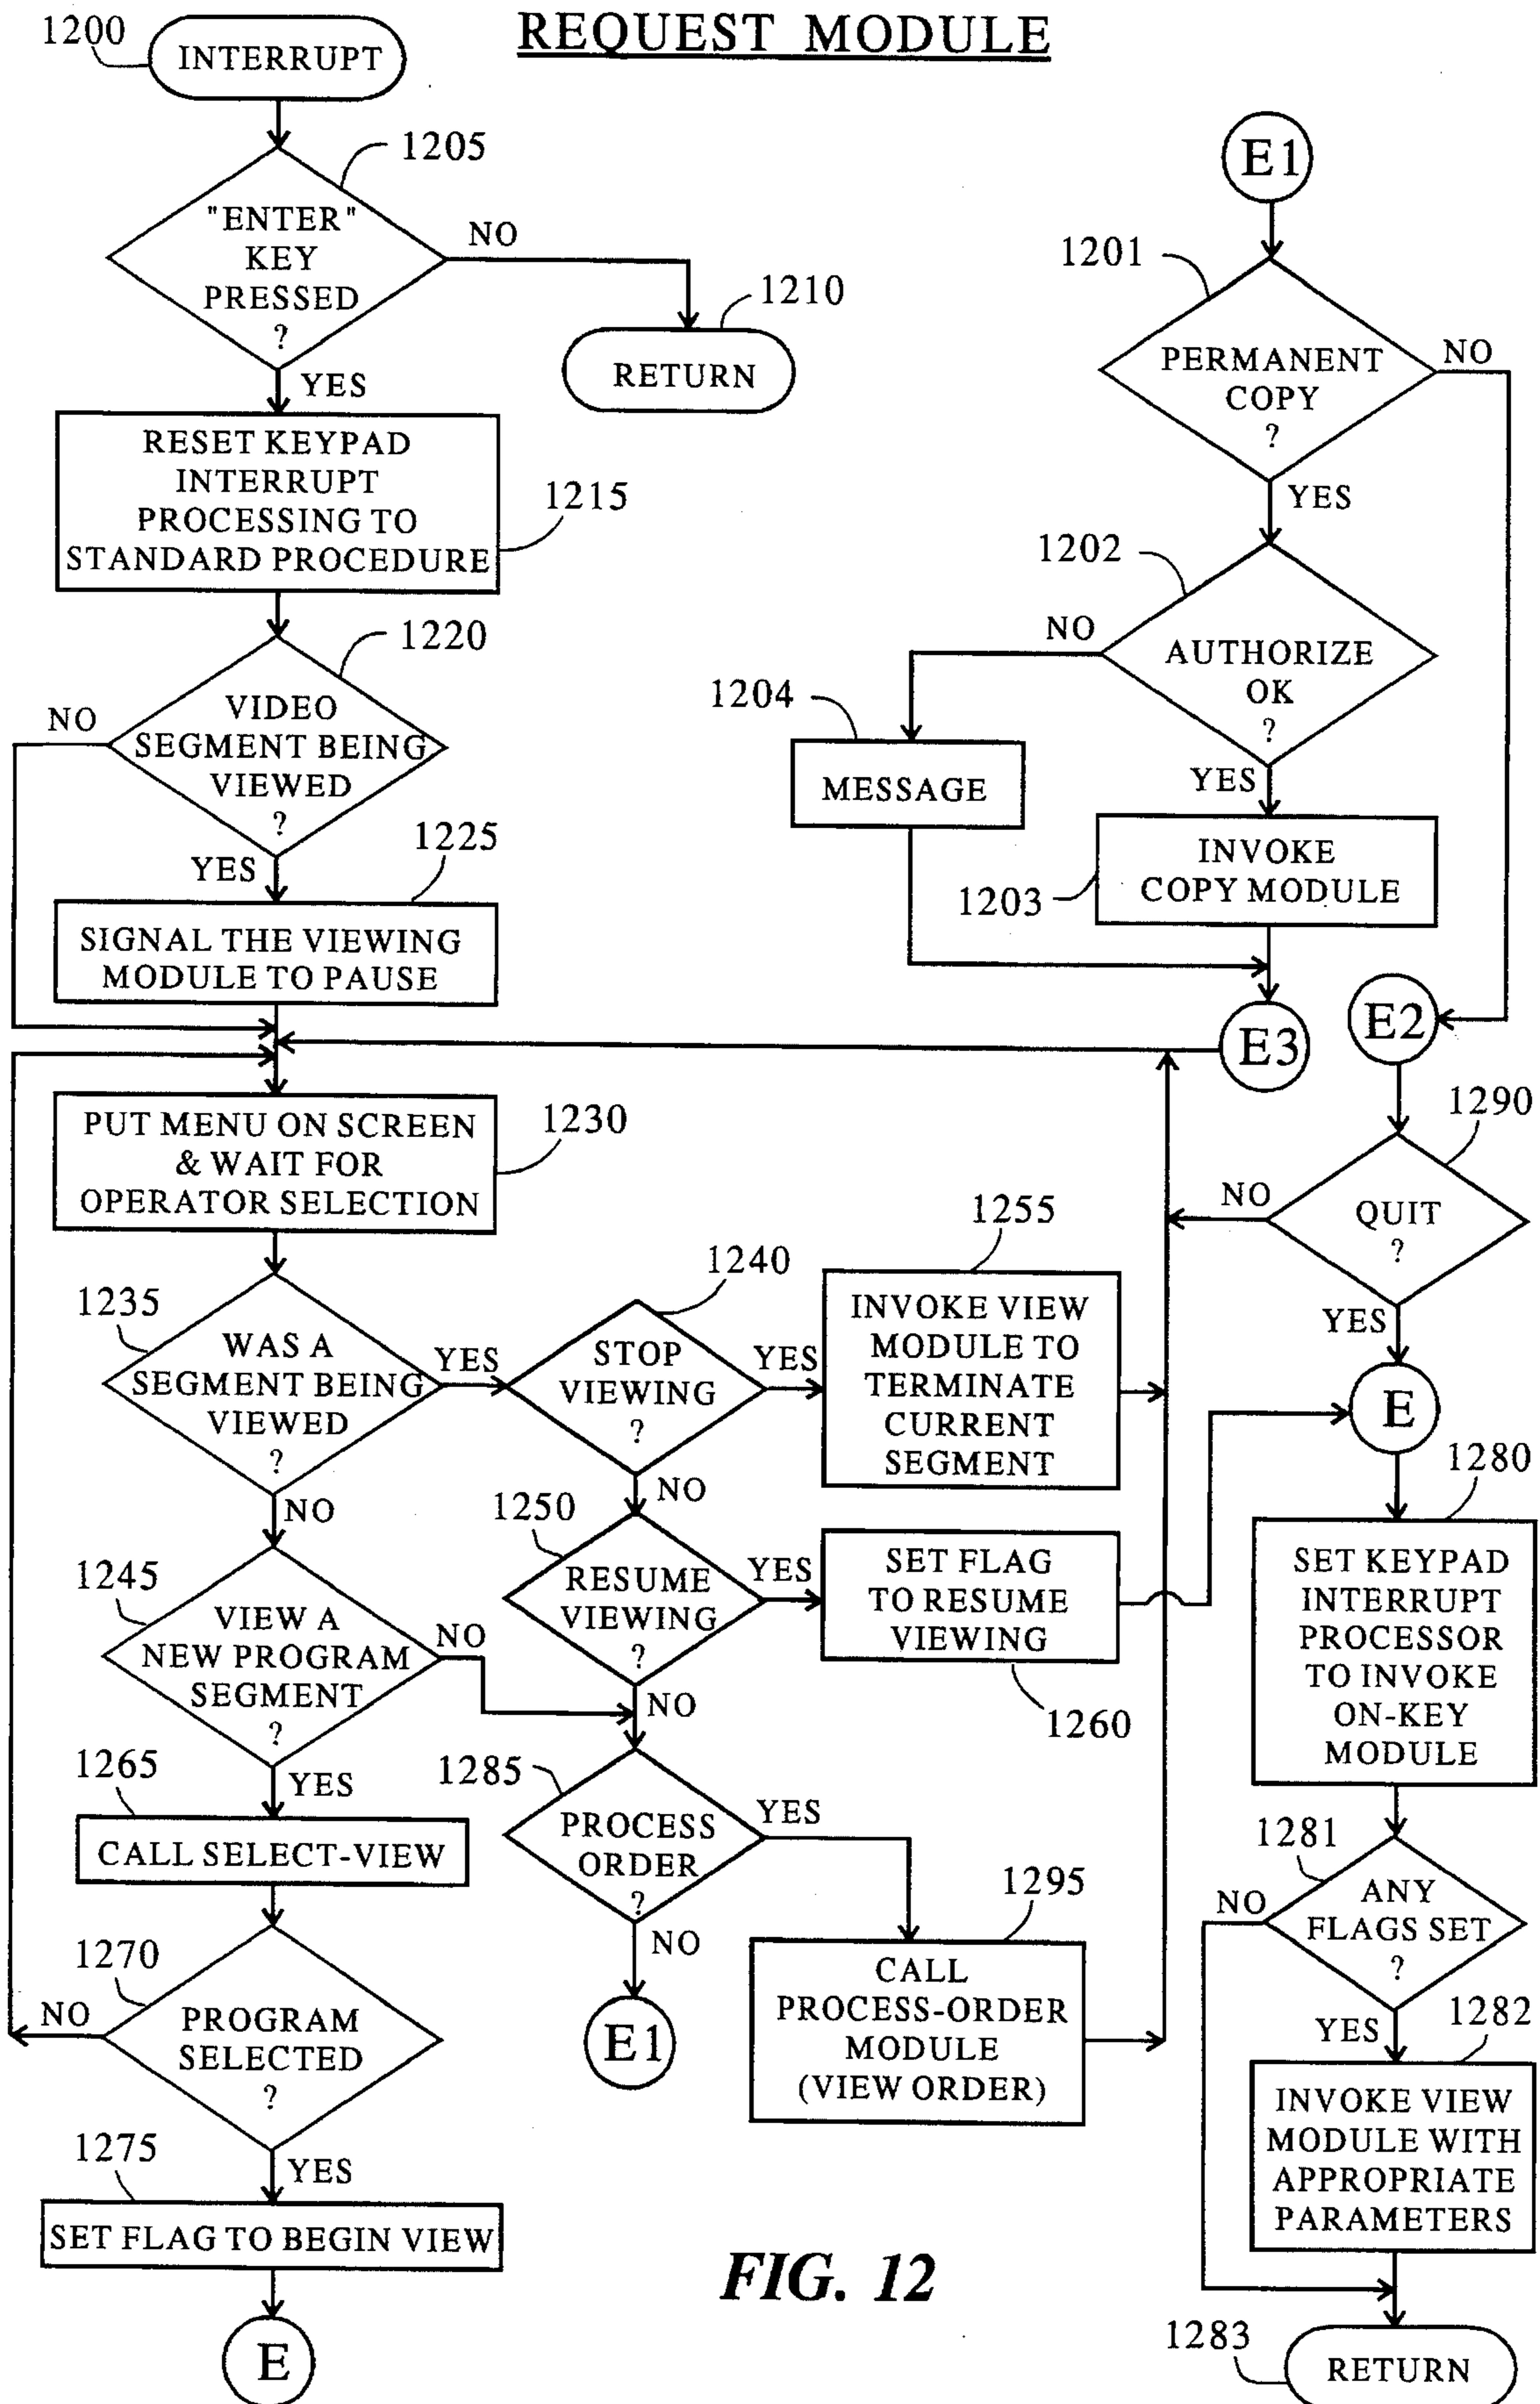 REQUEST MODULE
1200
INTERRUPT
1205
"ENTER"
KEY
PRESSED
?
NO
1210
RETURN
YES
RESET KEYPAD
INTERRUPT
PROCESSING TO
STANDARD PROCEDURE
1215
1220
NO
VIDEO
SEGMENT BEING
VIEWED
?
YES
1225
SIGNAL THE VIEWING
MODULE TO PAUSE
PUT MENU ON SCREEN
& WAIT FOR
OPERATOR SELECTION
1230
1235
WAS A
SEGMENT BEING
VIEWED
?
YES
NO
1240
STOP
VIEWING
?
YES
NO
1255
INVOKE VIEW
MODULE TO
TERMINATE
CURRENT
SEGMENT
1245
VIEW A
NEW PROGRAM
SEGMENT
?
NO
YES
1250
RESUME
VIEWING
?
YES
NO
SET FLAG
TO RESUME
VIEWING
1260
1265
CALL SELECT-VIEW
1285
PROCESS
ORDER
?
YES
NO
E1
1295
CALL
PROCESS-ORDER
MODULE
(VIEW ORDER)
1270
NO
PROGRAM
SELECTED
?
YES
1275
SET FLAG TO BEGIN VIEW
E
E1
1201
PERMANENT
COPY
?
NO
YES
1202
AUTHORIZE
OK
?
NO
YES
1204
MESSAGE
1203
INVOKE
COPY MODULE
E3
E2
1290
QUIT
?
NO
YES
E
1280
SET KEYPAD
INTERRUPT
PROCESSOR
TO INVOKE
ON-KEY
MODULE
1281
ANY
FLAGS SET
?
NO
YES
1282
INVOKE VIEW
MODULE WITH
APPROPRIATE
PARAMETERS
1283
RETURN
FIG. 12